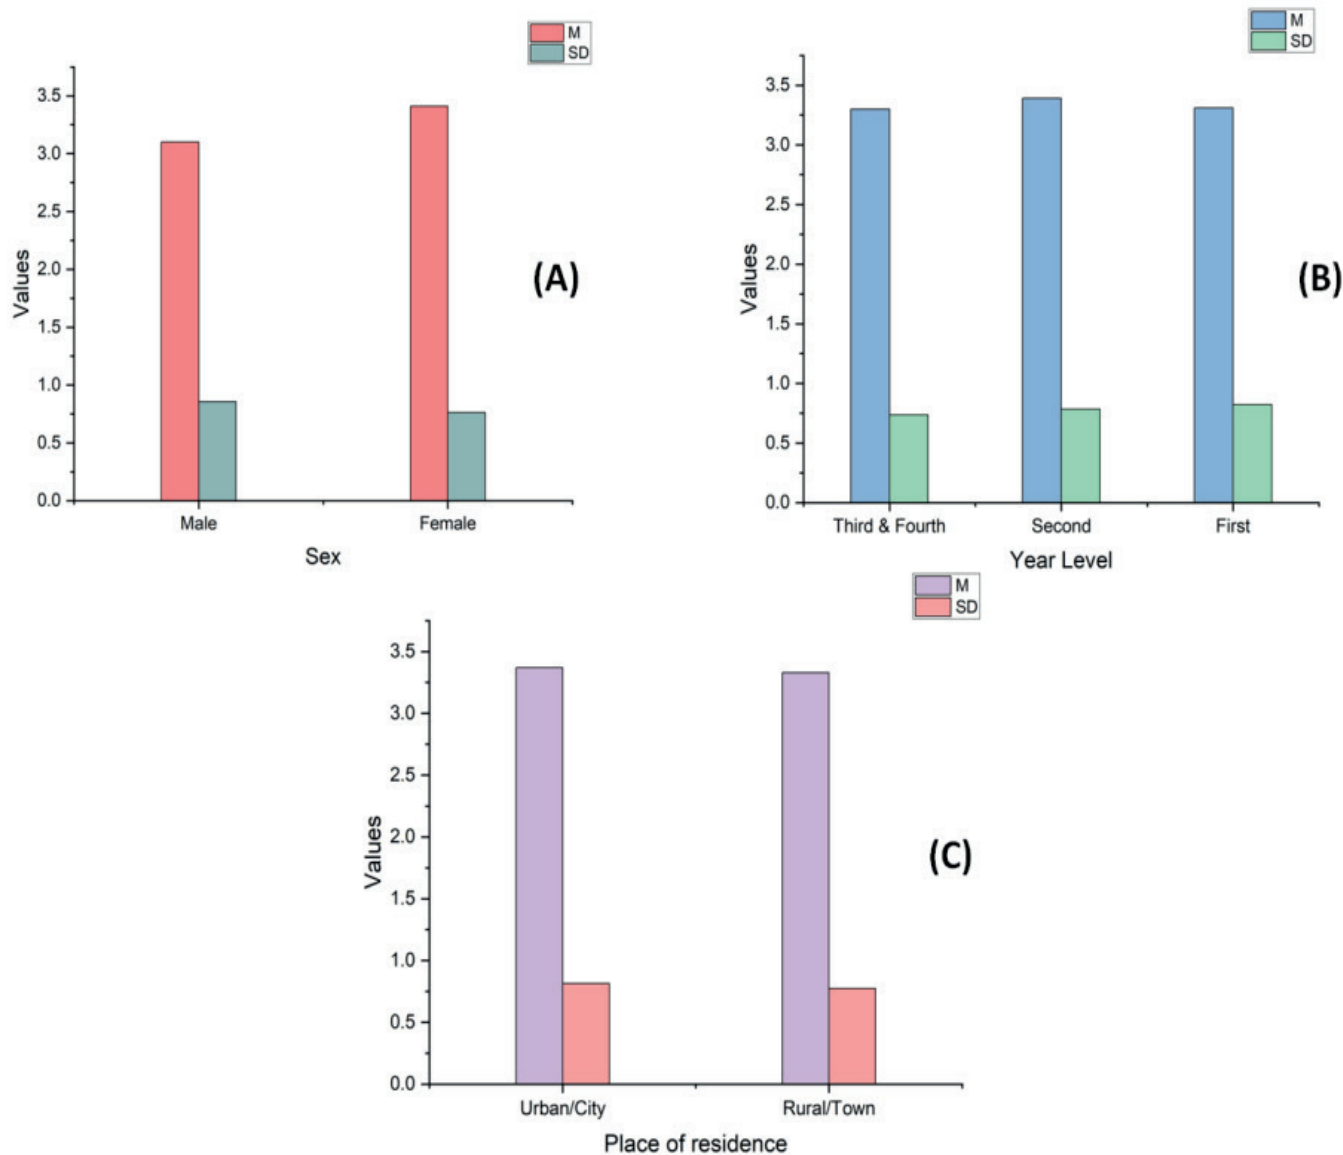 M
SD
3.5
3.0
2.5
2.0
1.5
1.0
0.5
0.0
Values
Male Female
Sex
(A)
M
SD
3.5
3.0
2.5
2.0
1.5
1.0
0.5
0.0
Values
Third & Fourth Second First
Year Level
(B)
M
SD
3.5
3.0
2.5
2.0
1.5
1.0
0.5
0.0
Values
Urban/City Rural/Town
Place of residence
(C)